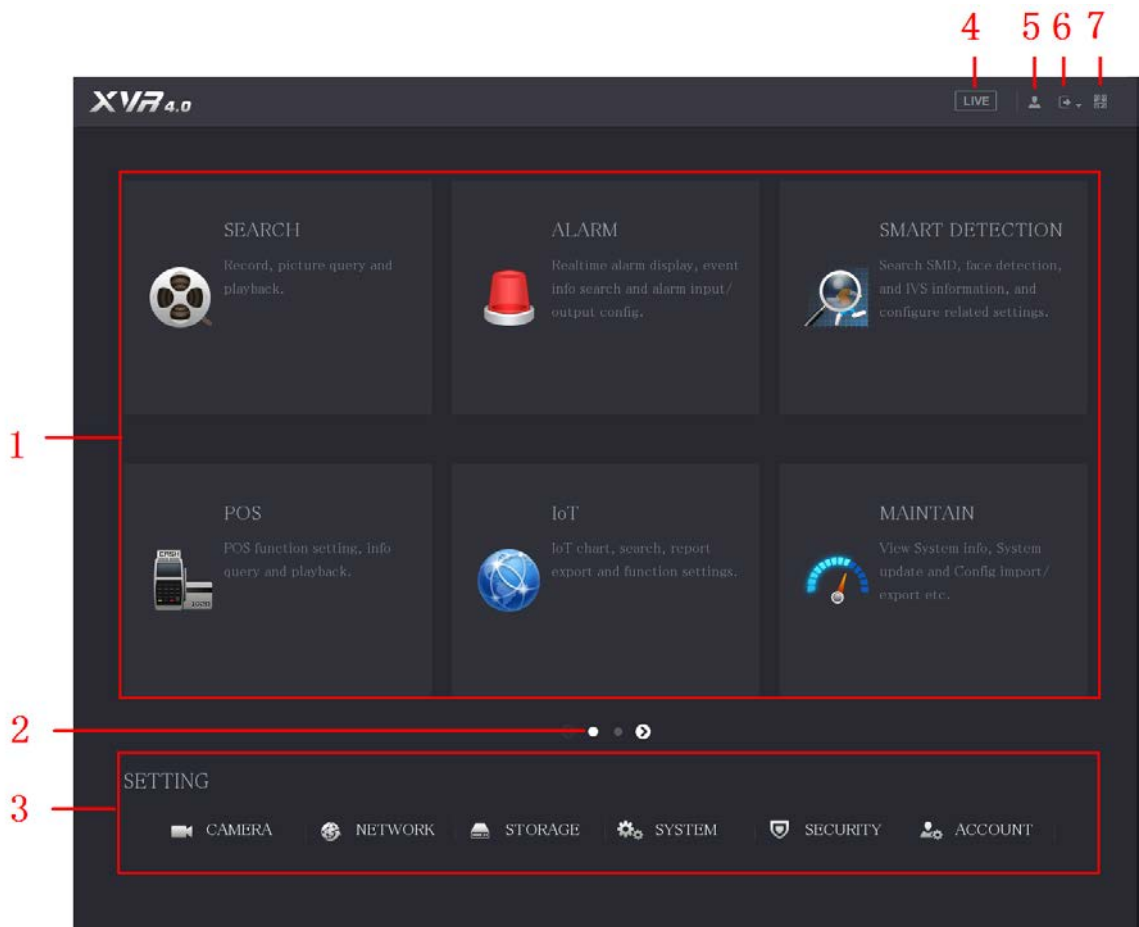 4 5 6 7
XVR 4.0
LIVE
SEARCH
Record, picture query and
playback.
ALARM
Realtime alarm display, event
info search and alarm input/
output config.
SMART DETECTION
Search SMD, face detection,
and IVS information, and
configure related settings.
1
POS
POS function setting, info
query and playback.
CASH
IoT
IoT chart, search, report
export and function settings.
MAINTAIN
View System info, System
update and Config import/
export etc.
2
SETTING
3
CAMERA NETWORK STORAGE SYSTEM SECURITY ACCOUNT